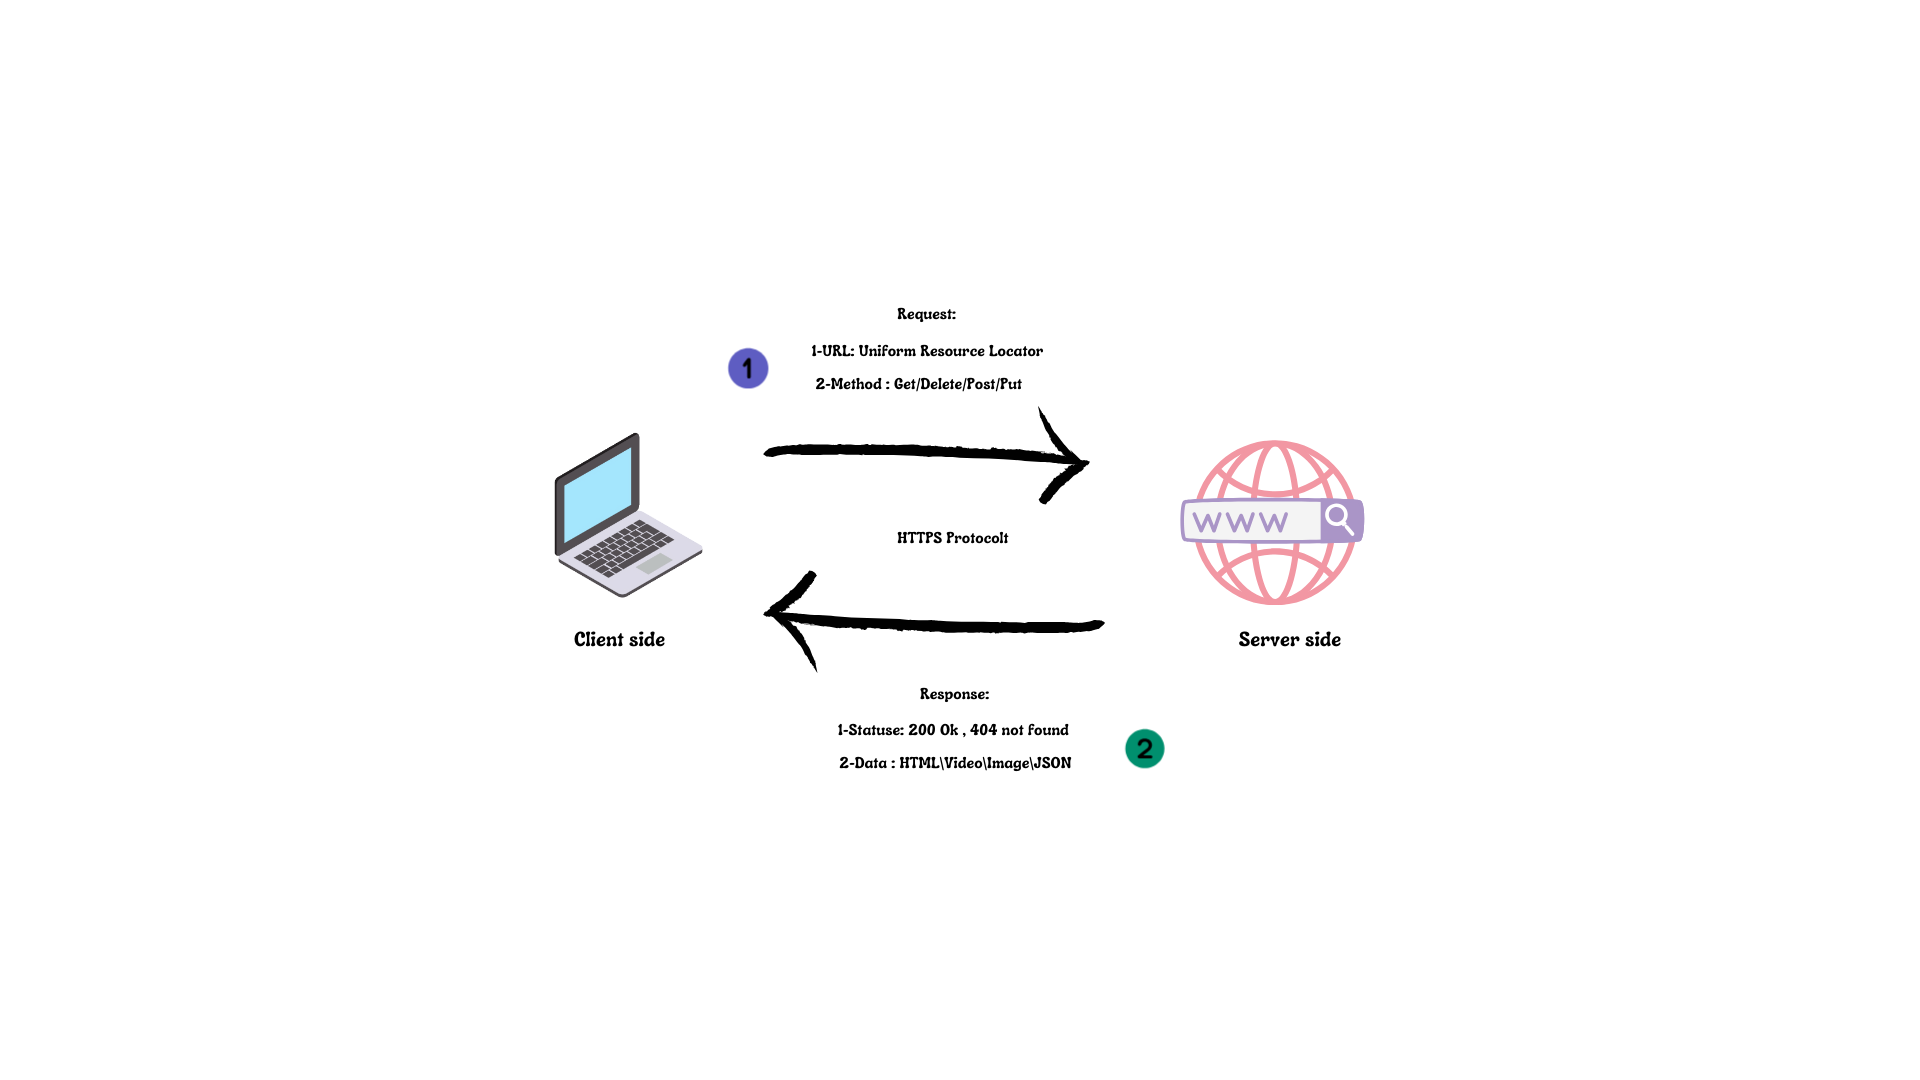 Request:
1-URL: Uniform Resource Locator
1
2-Method : Get/Delete/Post/Put
WWW
HTTPS Protocolt
Client side
Server side
Response:
1-Statuse: 200 Ok , 404 not found
2
2-Data : HTML\Video\Image\JSON